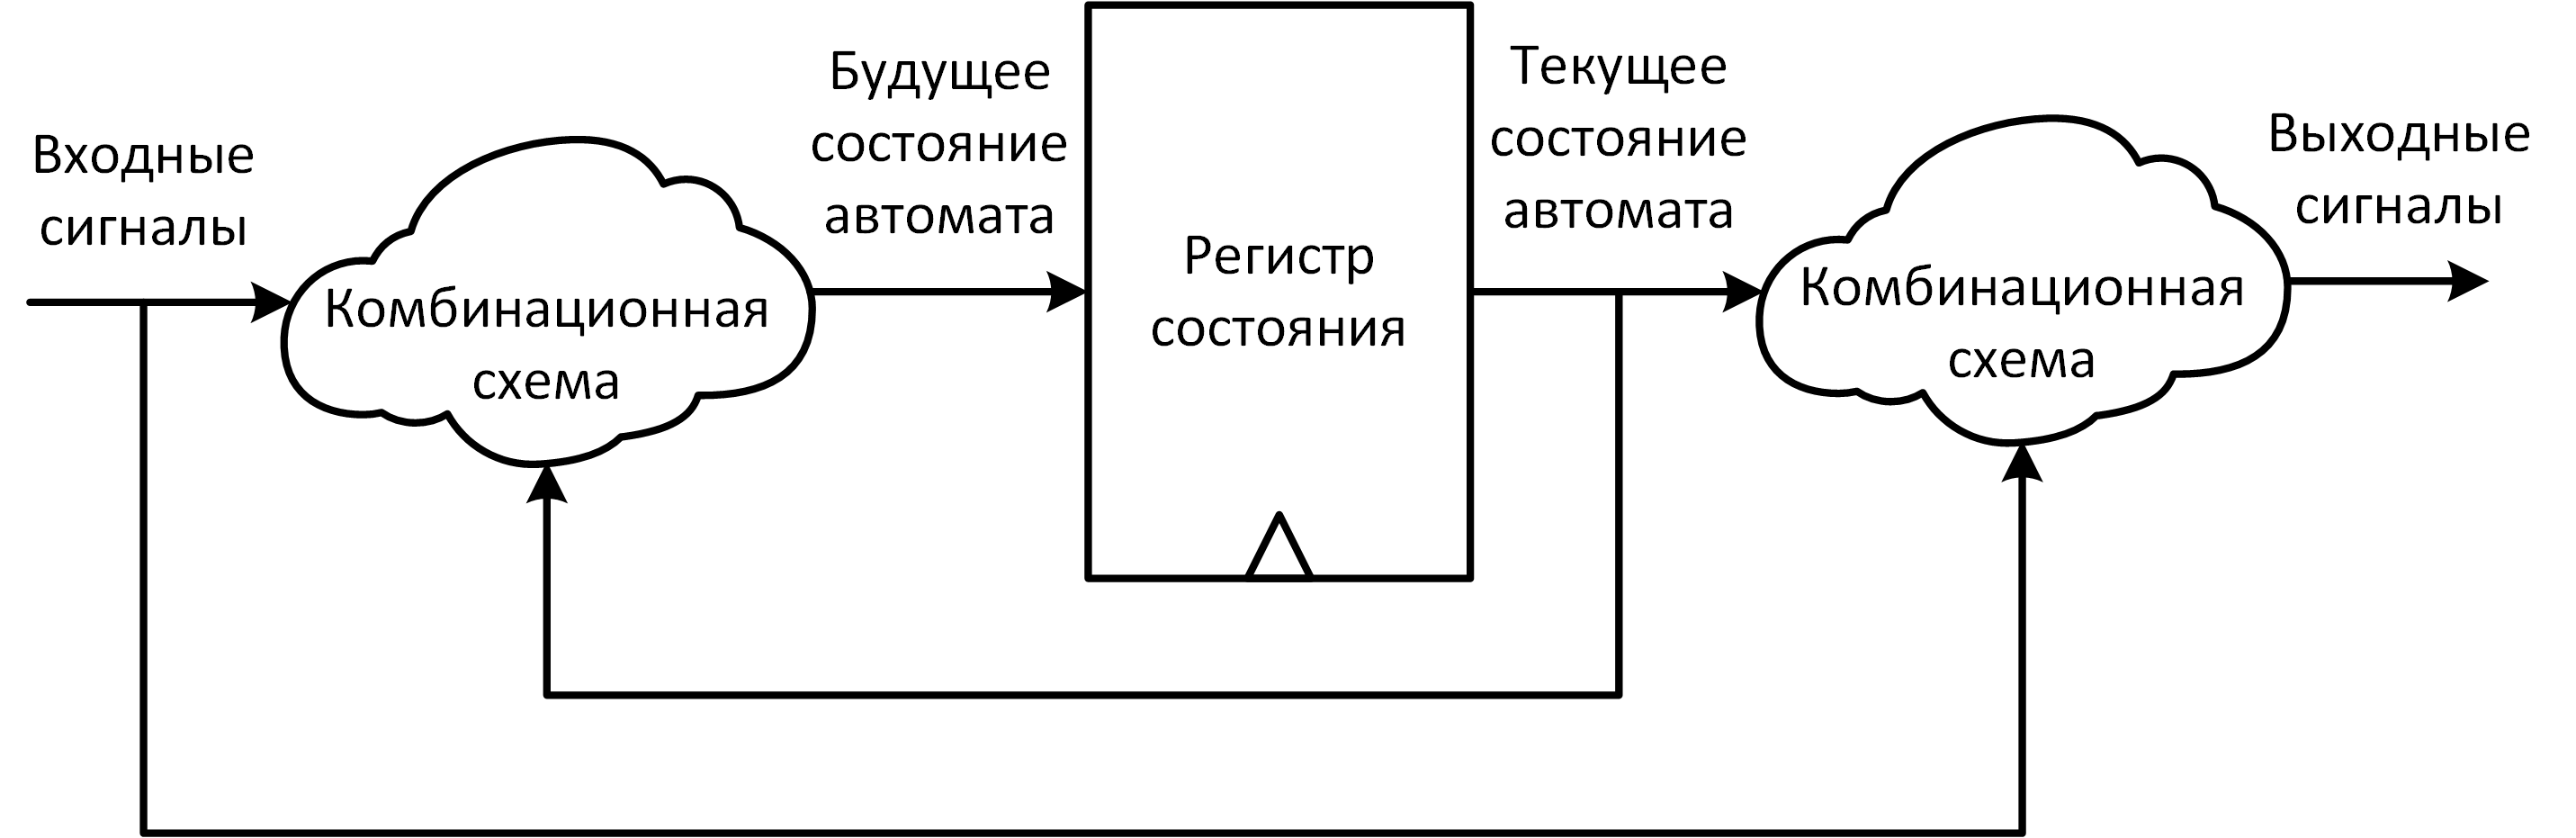 Входные
сигналы
Комбинационная
схема
Будущее
состояние
автомата
Регистр
состояния
Текущее
состояние
автомата
Комбинационная
схема
Выходные
сигналы